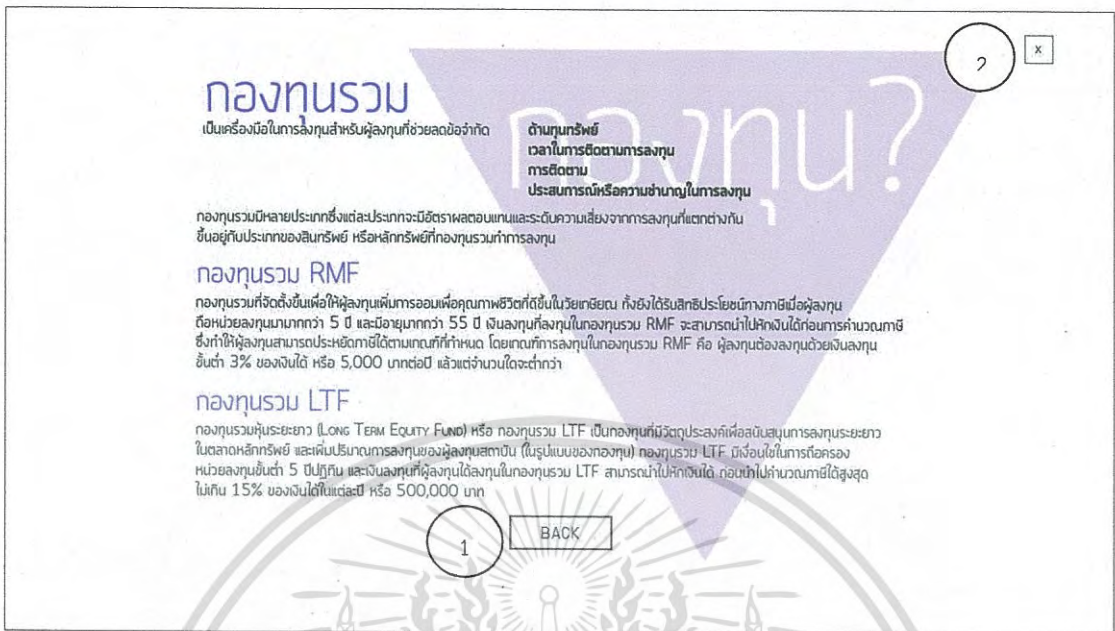 2
x
กองทุน?
กองทุนรวม
เป็นเครื่องมือในการลงทุนสำหรับผู้ลงทุนที่ช่วยลดข้อจำกัด ด้านทุนทรัพย์
เวลาในการติดตามการลงทุน
การติดตาม
ประสบการณ์หรือความชำนาญในการลงทุน
กองทุนรวมมีหลายประเภทซึ่งแต่ละประเภทจะมีอัตราผลตอบแทนและระดับความเสี่ยงจากการลงทุนที่แตกต่างกัน
ขึ้นอยู่กับประเภทของสินทรัพย์ หรือหลักทรัพย์ที่กองทุนรวมทำการลงทุน
กองทุนรวม RMF
กองทุนรวมที่จัดตั้งขึ้นเพื่อให้ผู้ลงทุนเพิ่มการออมเพื่อคุณภาพชีวิตที่ดีขึ้นในวัยเกษียณ ทั้งยังได้รับสิทธิประโยชน์ทางภาษีเมื่อผู้ลงทุน
ถือหน่วยลงทุนมามากกว่า 5 ปี และมีอายุมากกว่า 55 ปี เงินลงทุนที่ลงทุนในกองทุนรวม RMF จะสามารถนำไปหักเงินได้ก่อนการคำนวณภาษี
ซึ่งทำให้ผู้ลงทุนสามารถประหยัดภาษีได้ตามเกณฑ์ที่กำหนด โดยเกณฑ์การลงทุนในกองทุนรวม RMF คือ ผู้ลงทุนต้องลงทุนด้วยเงินลงทุน
ขั้นต่ำ 3% ของเงินได้ หรือ 5,000 บาทต่อปี แล้วแต่จำนวนใดจะต่ำกว่า
กองทุนรวม LTF
กองทุนรวมหุ้นระยะยาว (LONG TERM EQUITY FUND) หรือ กองทุนรวม LTF เป็นกองทุนที่มีวัตถุประสงค์เพื่อสนับสนุนการลงทุนระยะยาว
ในตลาดหลักทรัพย์ และเพิ่มปริมาณการลงทุนของผู้ลงทุนสถาบัน (ในรูปแบบของกองทุน) กองทุนรวม LTF มีเงื่อนไขในการถือครอง
หน่วยลงทุนขั้นต่ำ 5 ปีปฏิทิน และเงินลงทุนที่ผู้ลงทุนได้ลงทุนในกองทุนรวม LTF สามารถนำไปหักเงินได้ ก่อนนำไปคำนวณภาษีได้สูงสุด
ไม่เกิน 15% ของเงินได้ในแต่ละปี หรือ 500,000 บาท
1
BACK